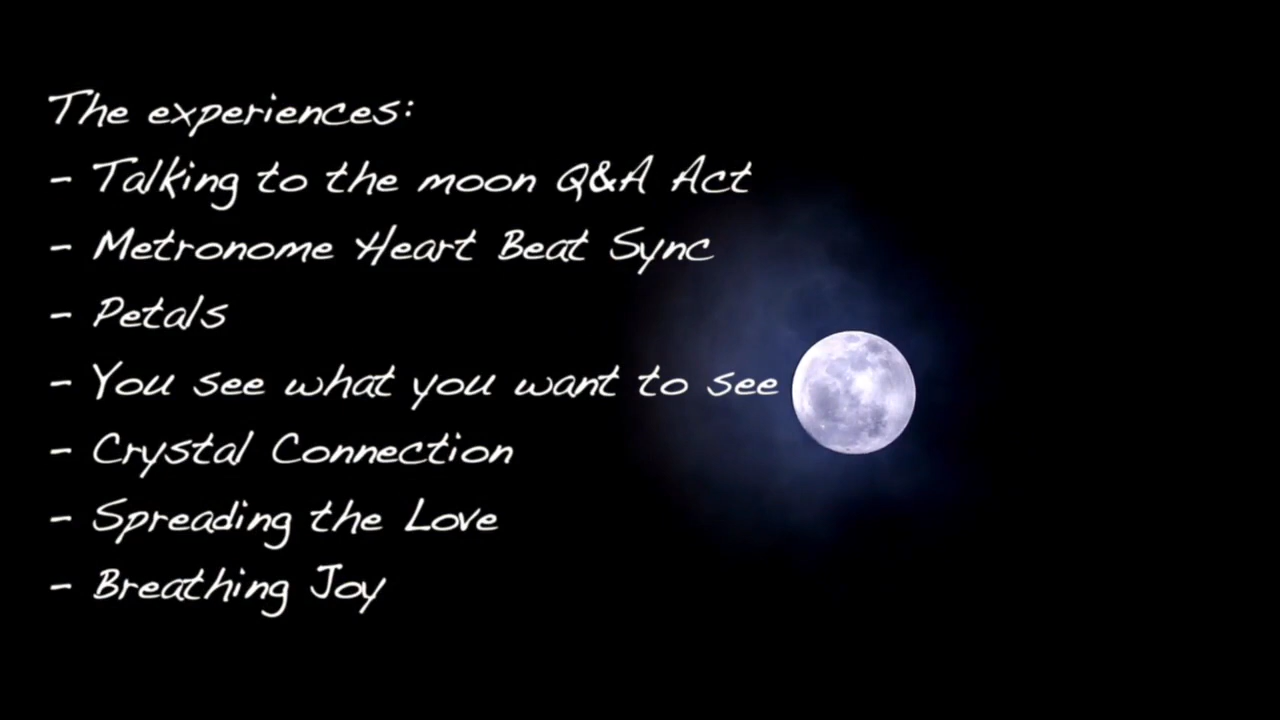 The experiences:
- Talking to the moon Q&A Act
- Metronome Heart Beat Sync
- Petals
- You see what you want to see
- Crystal Connection
- Spreading the Love
- Breathing Joy